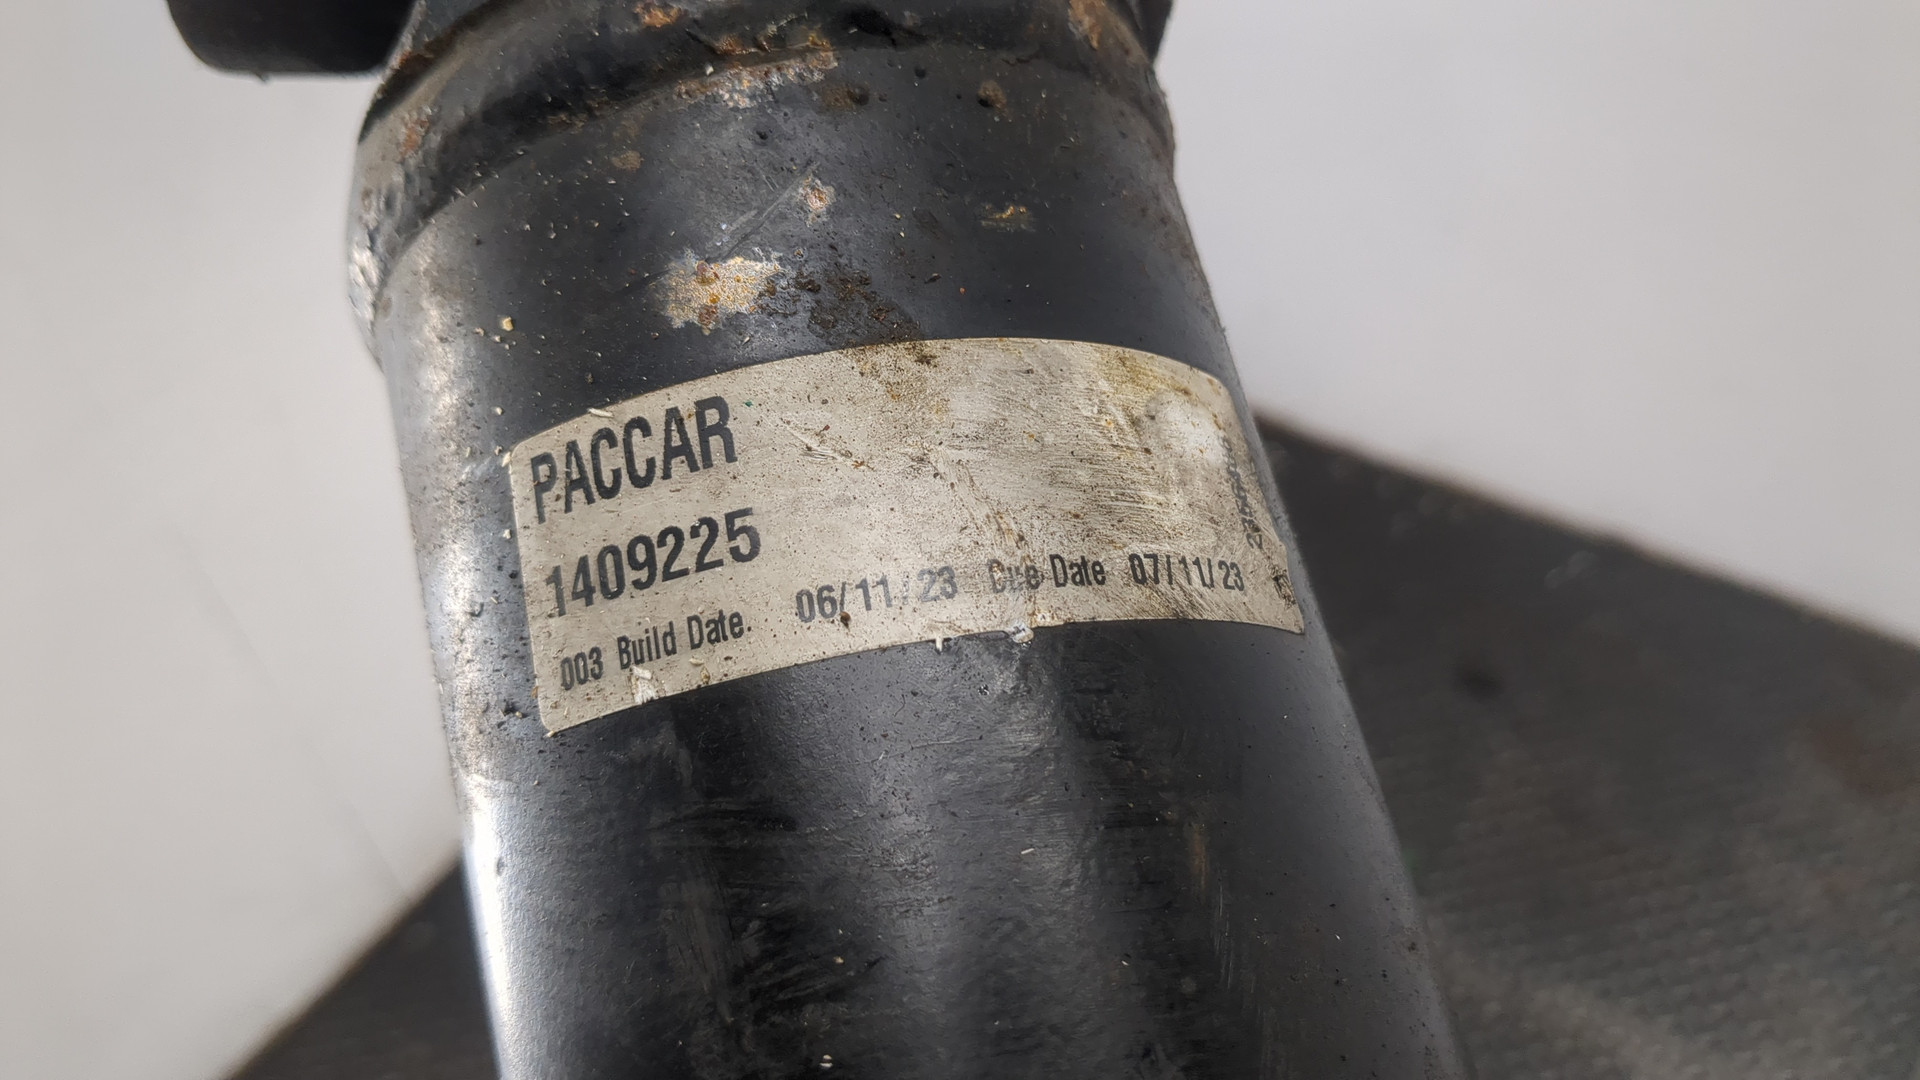 PACCAR
1409225
003 Build Date. 06/11/23 Due Date 07/11/23